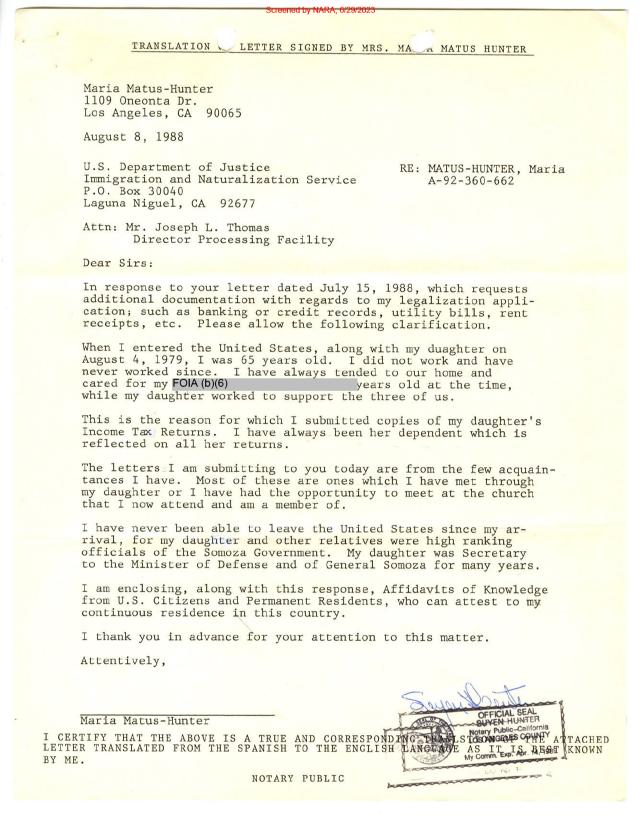 Screened by NARA, 6/29/2023
TRANSLATION LETTER SIGNED BY MRS. MATUS HUNTER
Maria Matus-Hunter
1109 Oneonta Dr.
Los Angeles, CA 90065
August 8, 1988
U.S. Department of Justice RE: MATUS-HUNTER, Maria
Immigration and Naturalization Service A-92-360-662
P.O. Box 30040
Laguna Niguel, CA 92677
Attn: Mr. Joseph L. Thomas
Director Processing Facility
Dear Sirs:
In response to your letter dated July 15, 1988, which requests
additional documentation with regards to my legalization appli-
cation; such as banking or credit records, utility bills, rent
receipts, etc. Please allow the following clarification.
When I entered the United States, along with my duaghter on
August 4, 1979, I was 65 years old. I did not work and have
never worked since. I have always tended to our home and
cared for my FOIA (b)(6) years old at the time,
while my daughter worked to support the three of us.
This is the reason for which I submitted copies of my daughter's
Income Tax Returns. I have always been her dependent which is
reflected on all her returns.
The letters I am submitting to you today are from the few acquain-
tances I have. Most of these are ones which I have met through
my daughter or I have had the opportunity to meet at the church
that I now attend and am a member of.
I have never been able to leave the United States since my ar-
rival, for my daughter and other relatives were high ranking
officials of the Somoza Government. My daughter was Secretary
to the Minister of Defense and of General Somoza for many years.
I am enclosing, along with this response, Affidavits of Knowledge
from U.S. Citizens and Permanent Residents, who can attest to my
continuous residence in this country.
I thank you in advance for your attention to this matter.
Attentively,
Maria Matus-Hunter
OFFICIAL SEAL
SUYEN HUNTER
Notary Public-California
LOS ANGELES COUNTY
My Comm. Exp. Apr. 14, 1989
I CERTIFY THAT THE ABOVE IS A TRUE AND CORRESPONDING TRANSLSTION OF THE ATTACHED
LETTER TRANSLATED FROM THE SPANISH TO THE ENGLISH LANGUAGE AS IT IS BEST KNOWN
BY ME.
NOTARY PUBLIC